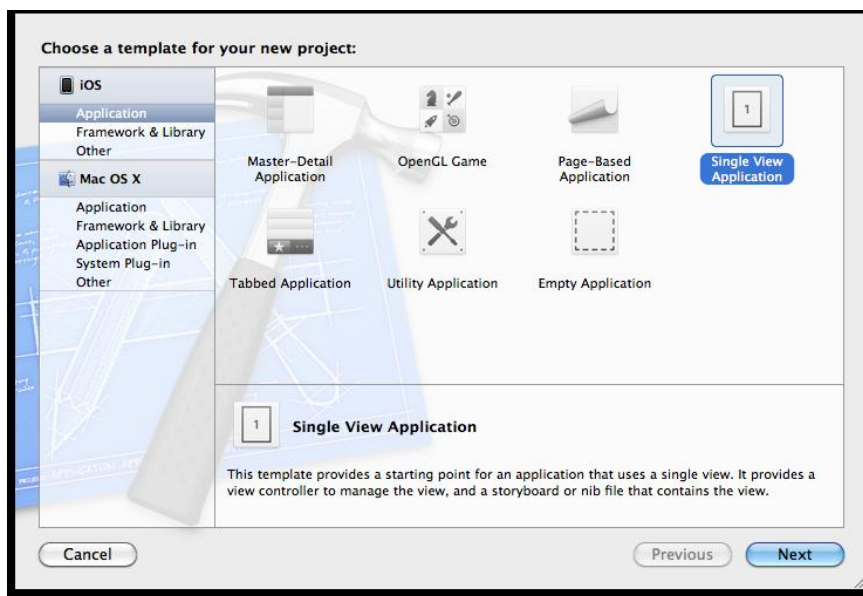 Choose a template for your new project:
iOS
Application
Framework & Library
Other
Mac OS X
Application
Framework & Library
Application Plug-in
System Plug-in
Other
Master-Detail
Application
OpenGL Game
Page-Based
Application
1
Single View
Application
Tabbed Application
Utility Application
Empty Application
1
Single View Application
This template provides a starting point for an application that uses a single view. It provides a
view controller to manage the view, and a storyboard or nib file that contains the view.
Cancel
Previous
Next